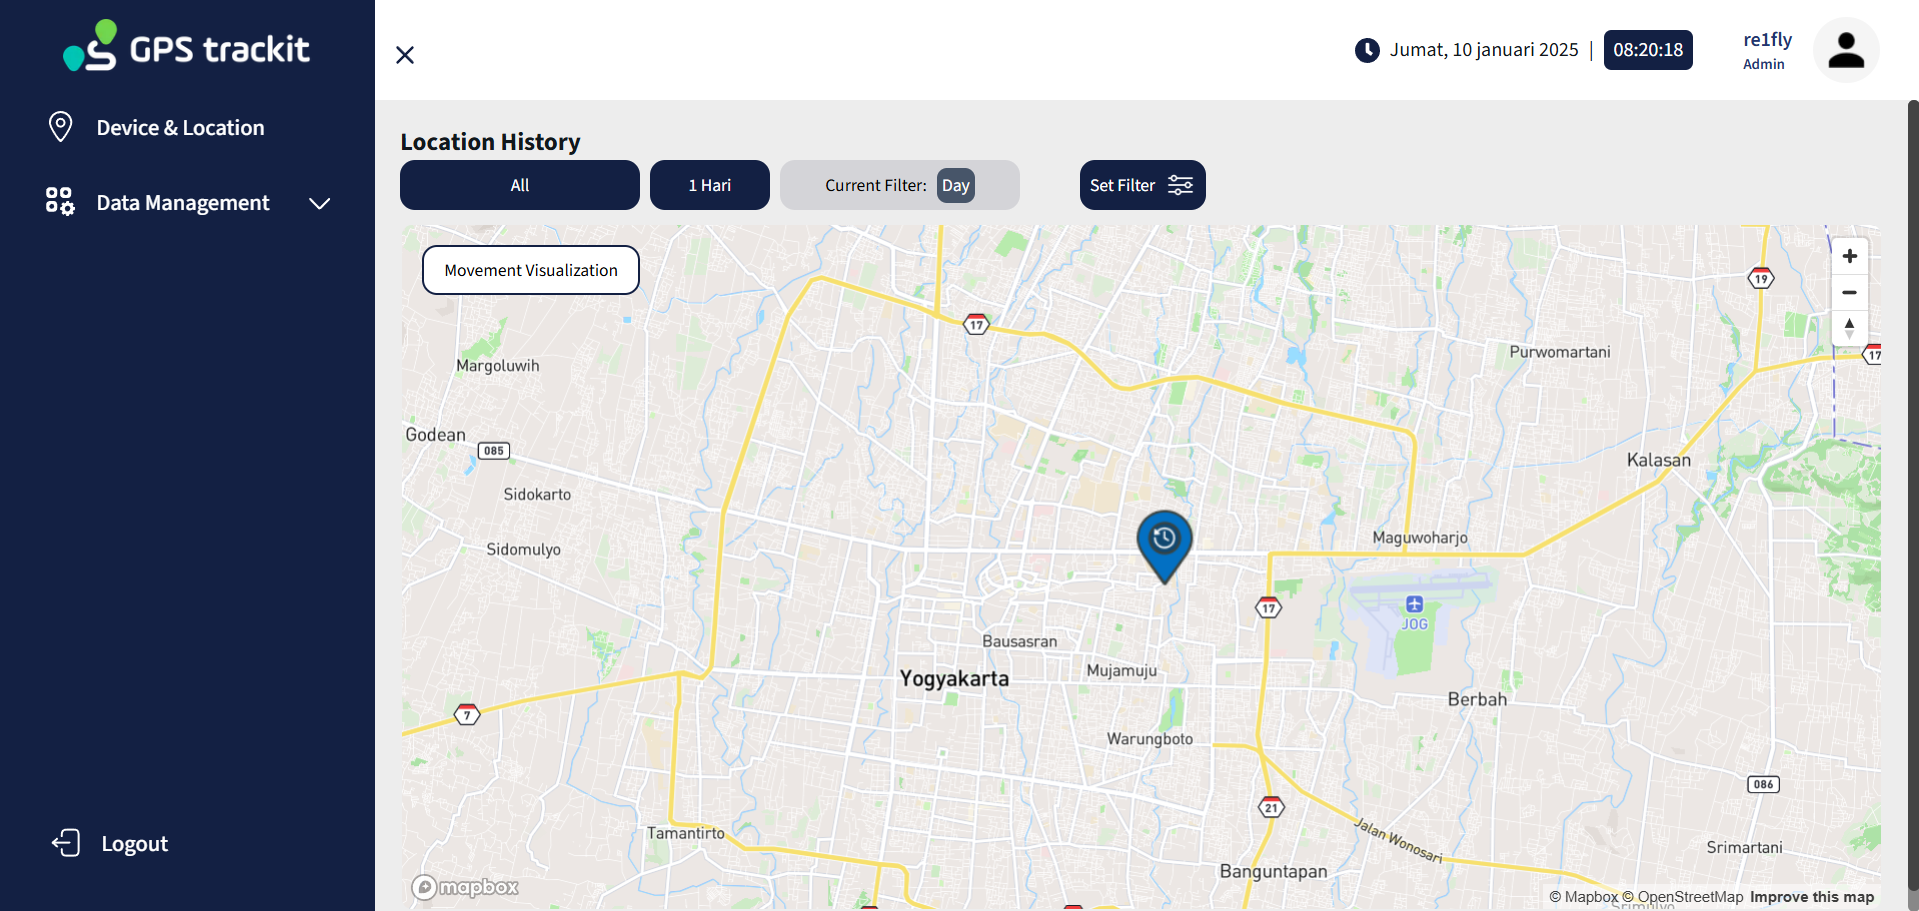 GPS trackit
Device & Location
Data Management
Logout
Jumat, 10 januari 2025 | 08:20:18
re1fly
Admin
Location History
All
1 Hari
Current Filter: Day
Set Filter
Movement Visualization
19
17
17
Purwomartani
Margoluwih
Godean
085
Kalasan
Sidokarto
Maguwoharjo
Sidomulyo
17
JOG
Bausasran
Mujamuju
Yogyakarta
Berbah
7
Warungboto
086
21
Tamantirto
Jalan Wonosari
Srimartani
Banguntapan
mapbox
© Mapbox © OpenStreetMap Improve this map